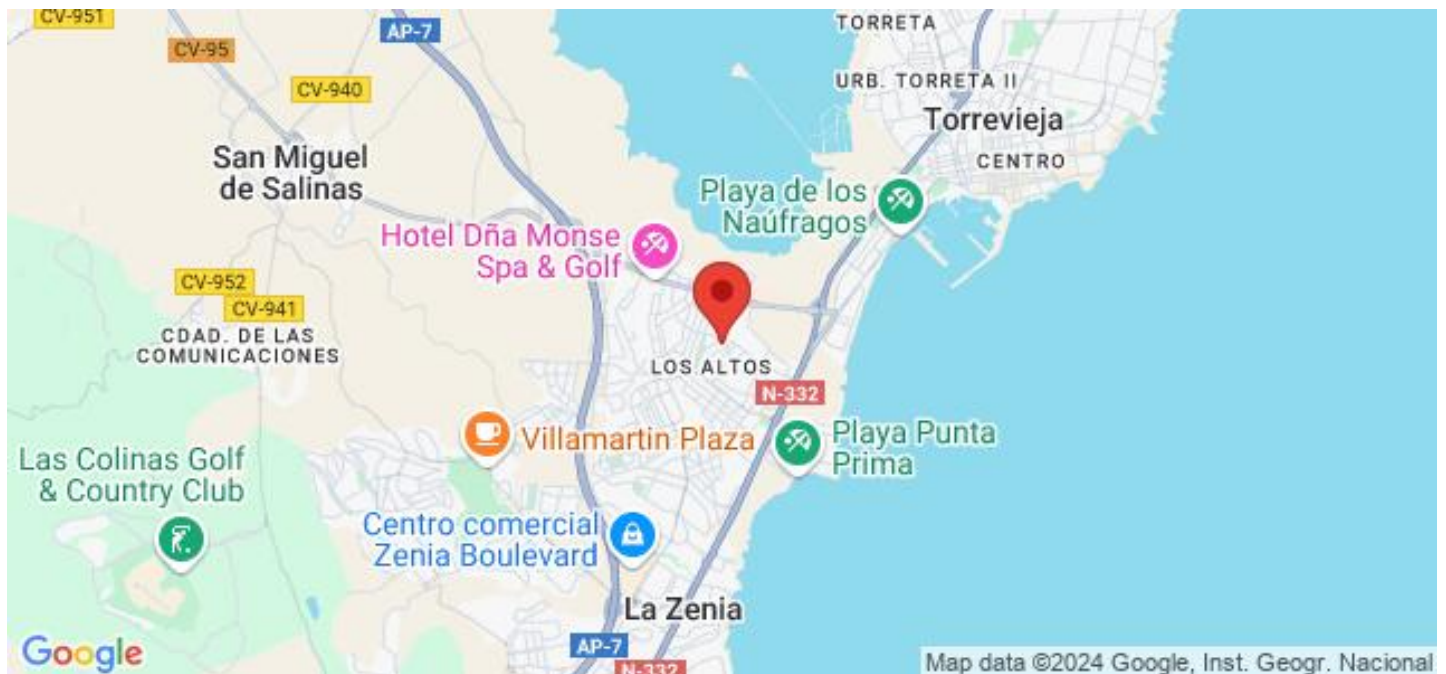 CV-951
CV-95
AP-7
CV-940
TORRETA
URB. TORRETA II
Torrevieja
CENTRO
San Miguel
de Salinas
Playa de los
Naúfragos
Hotel Dña Monse
Spa & Golf
CV-952
CV-941
CDAD. DE LAS
COMUNICACIONES
LOS ALTOS
N-332
Villamartin Plaza
Playa Punta
Prima
Las Colinas Golf
& Country Club
Centro comercial
Zenia Boulevard
La Zenia
AP-7
N-332
Google
Map data ©2024 Google, Inst. Geogr. Nacional